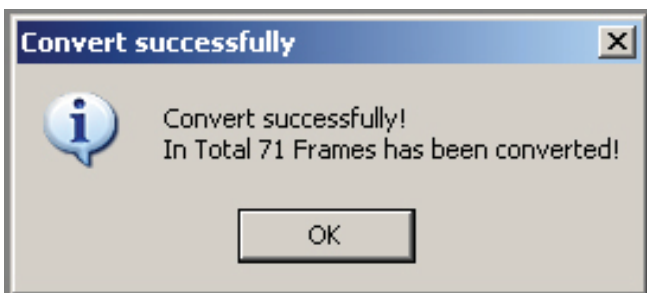 Convert successfully
Convert successfully!
In Total 71 Frames has been converted!
OK